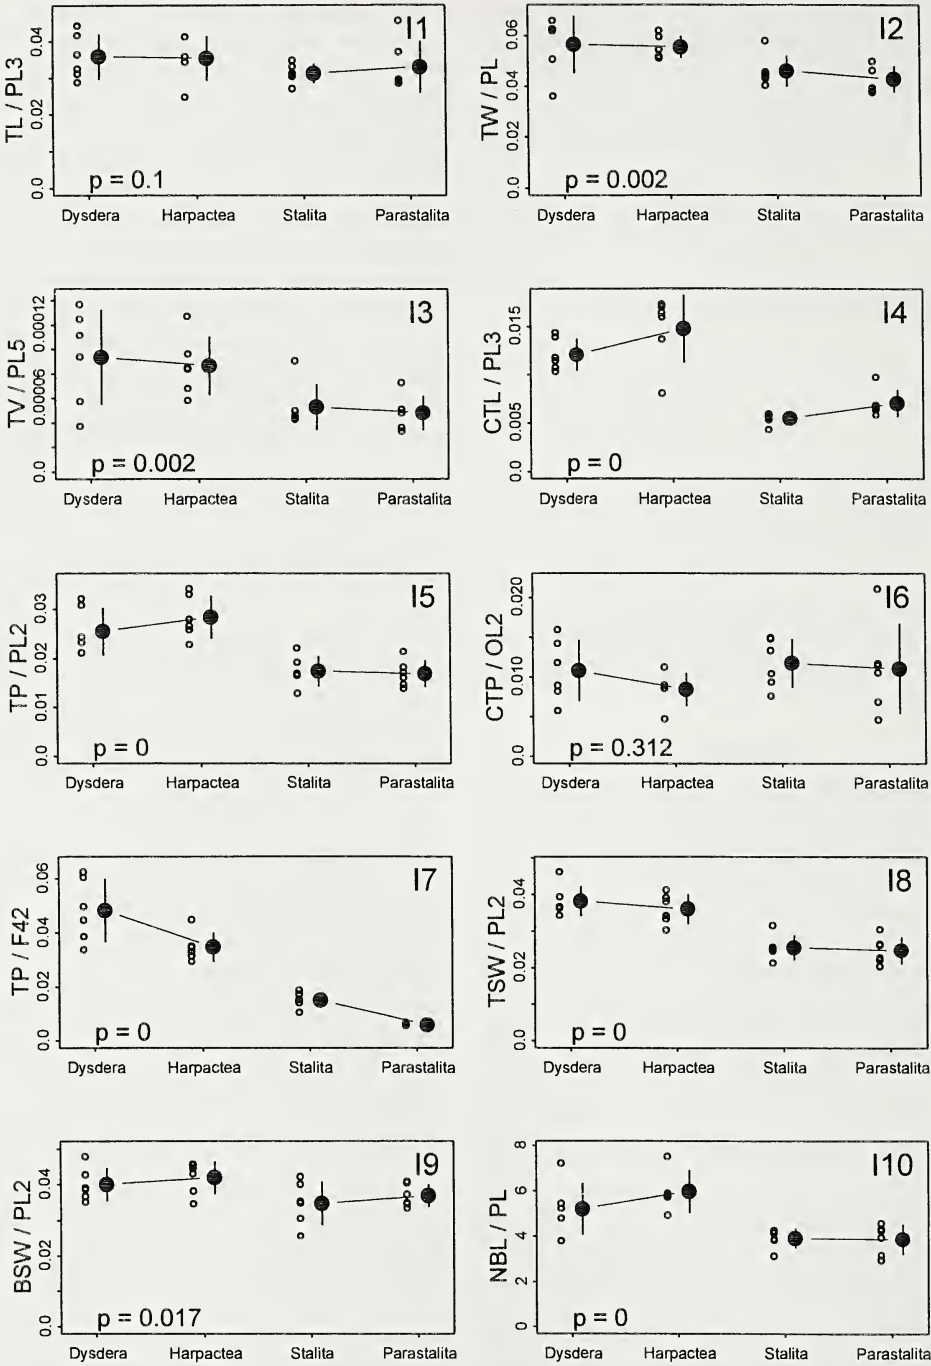 I1
TL / PL3
0.04
0.02
0.0
p = 0.1
Dysdera Harpactea Stalita Parastalita
I2
TW / PL
0.06
0.04
0.02
0.0
p = 0.002
Dysdera Harpactea Stalita Parastalita
I3
TV / PL5
0.00012
0.00006
0.0
p = 0.002
Dysdera Harpactea Stalita Parastalita
I4
CTL / PL3
0.015
0.005
0.0
p = 0
Dysdera Harpactea Stalita Parastalita
I5
TP / PL2
0.03
0.02
0.01
0.0
p = 0
Dysdera Harpactea Stalita Parastalita
I6
CTP / OL2
0.020
0.010
0.0
p = 0.312
Dysdera Harpactea Stalita Parastalita
I7
TP / F42
0.06
0.04
0.02
0.0
p = 0
Dysdera Harpactea Stalita Parastalita
I8
TSW / PL2
0.04
0.02
0.0
p = 0
Dysdera Harpactea Stalita Parastalita
I9
BSW / PL2
0.04
0.02
0.0
p = 0.017
Dysdera Harpactea Stalita Parastalita
I10
NBL / PL
8
6
4
2
0
p = 0
Dysdera Harpactea Stalita Parastalita